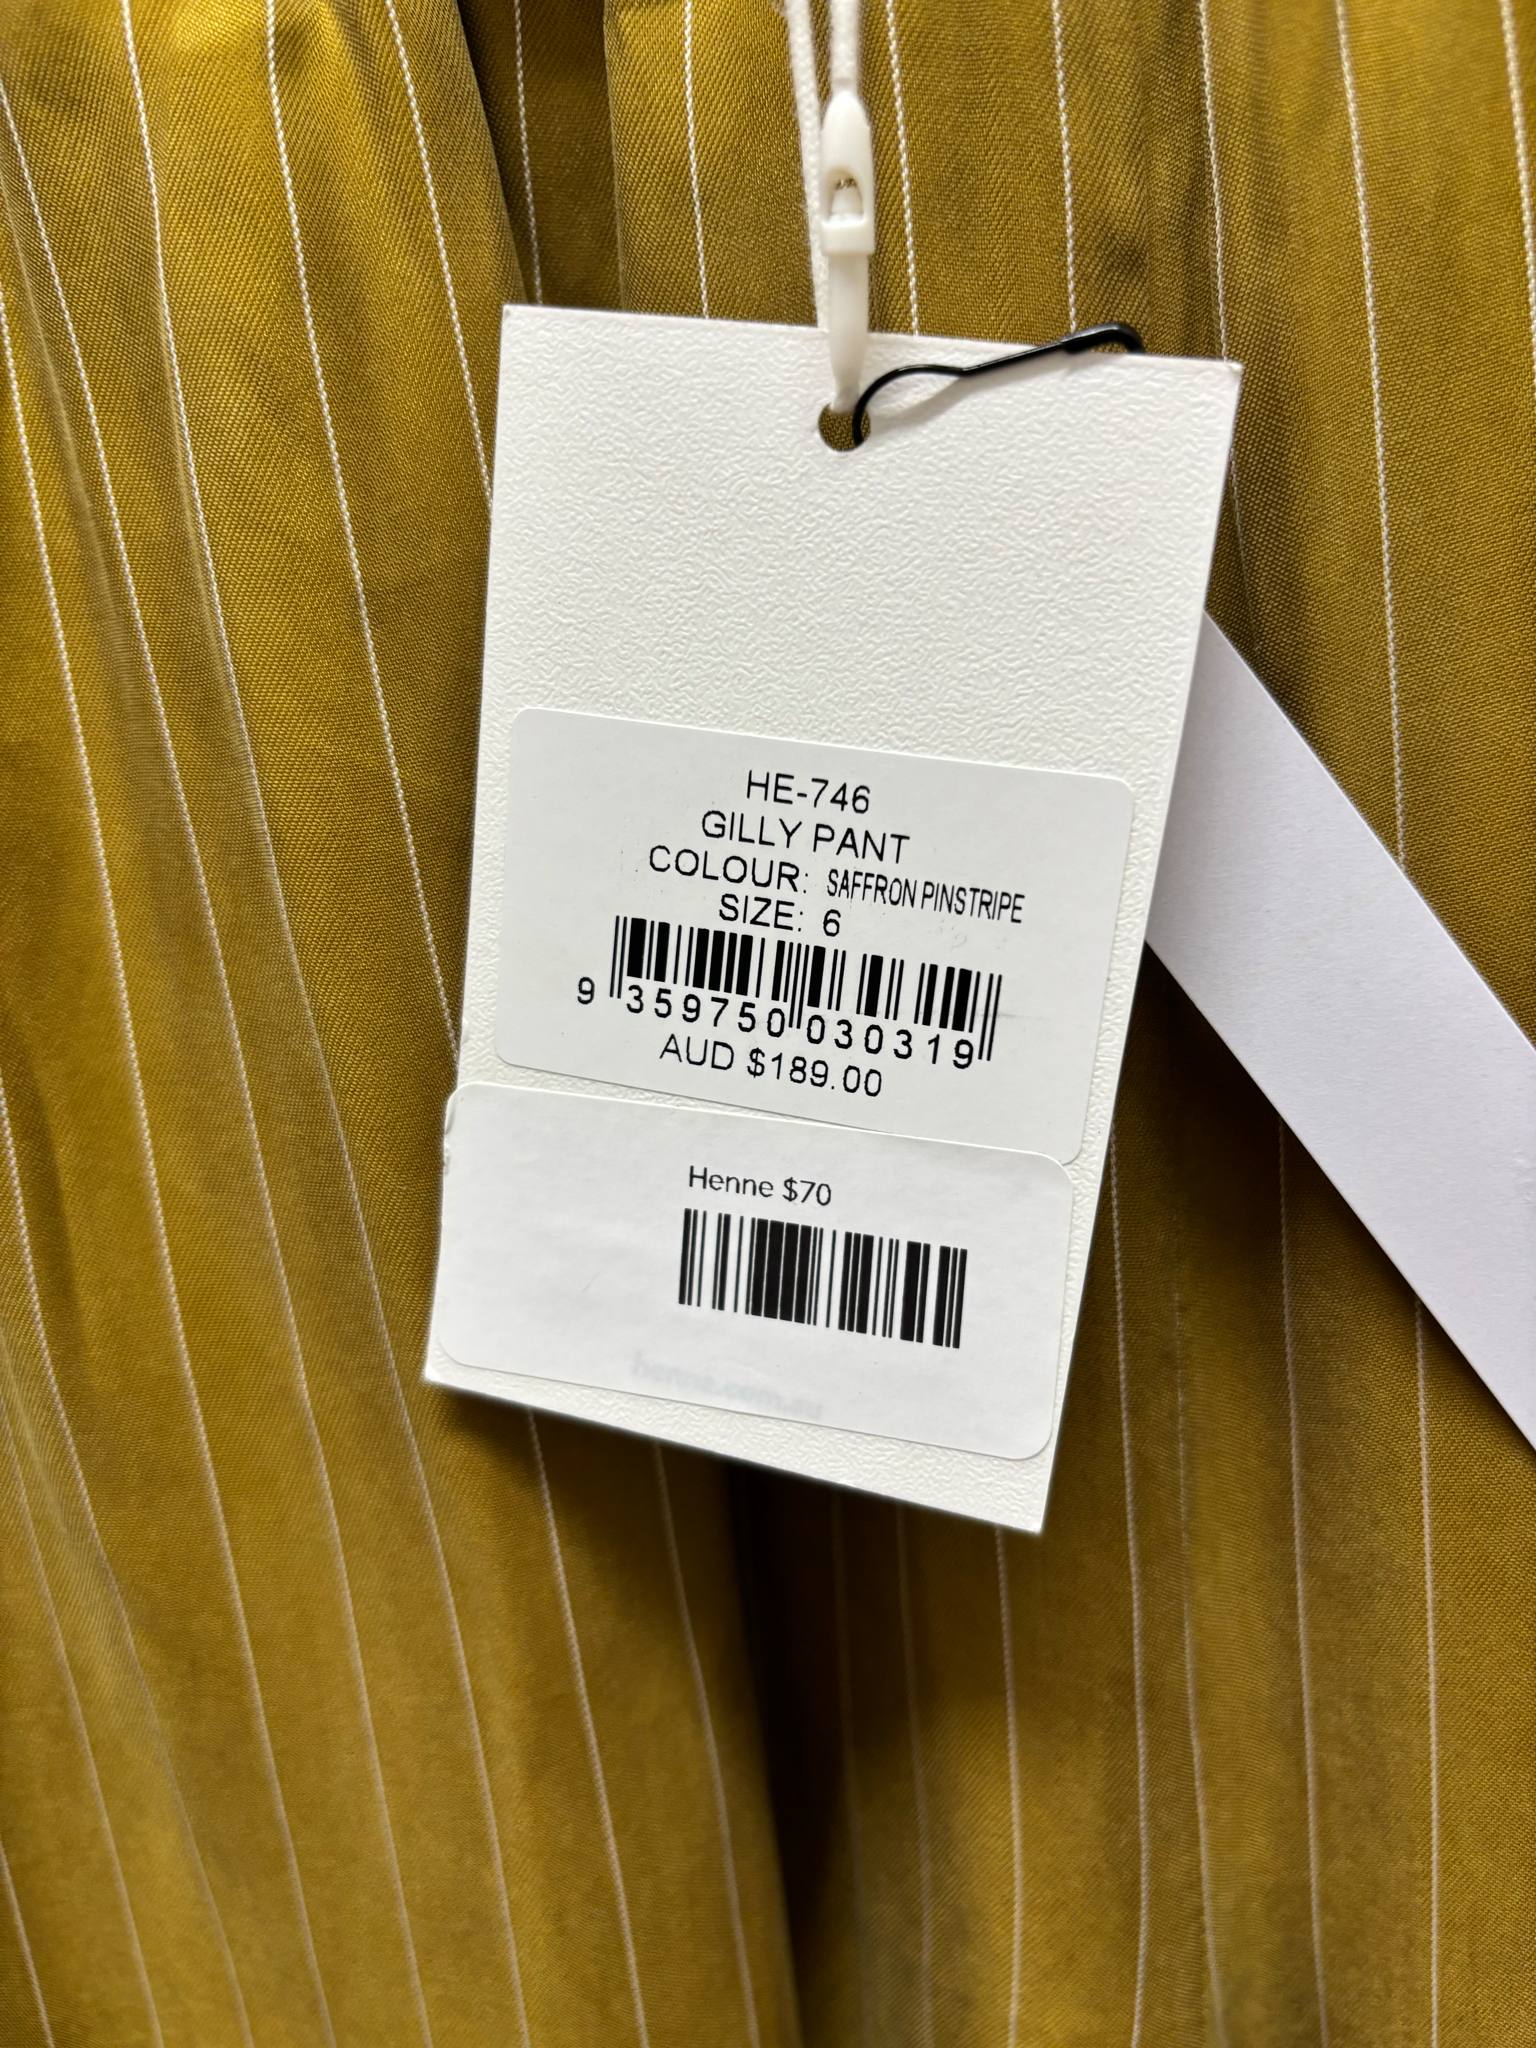 HE-746
GILLY PANT
COLOUR: SAFFRON PINSTRIPE
SIZE: 6
9 359750 030319
AUD $189.00
Henne $70